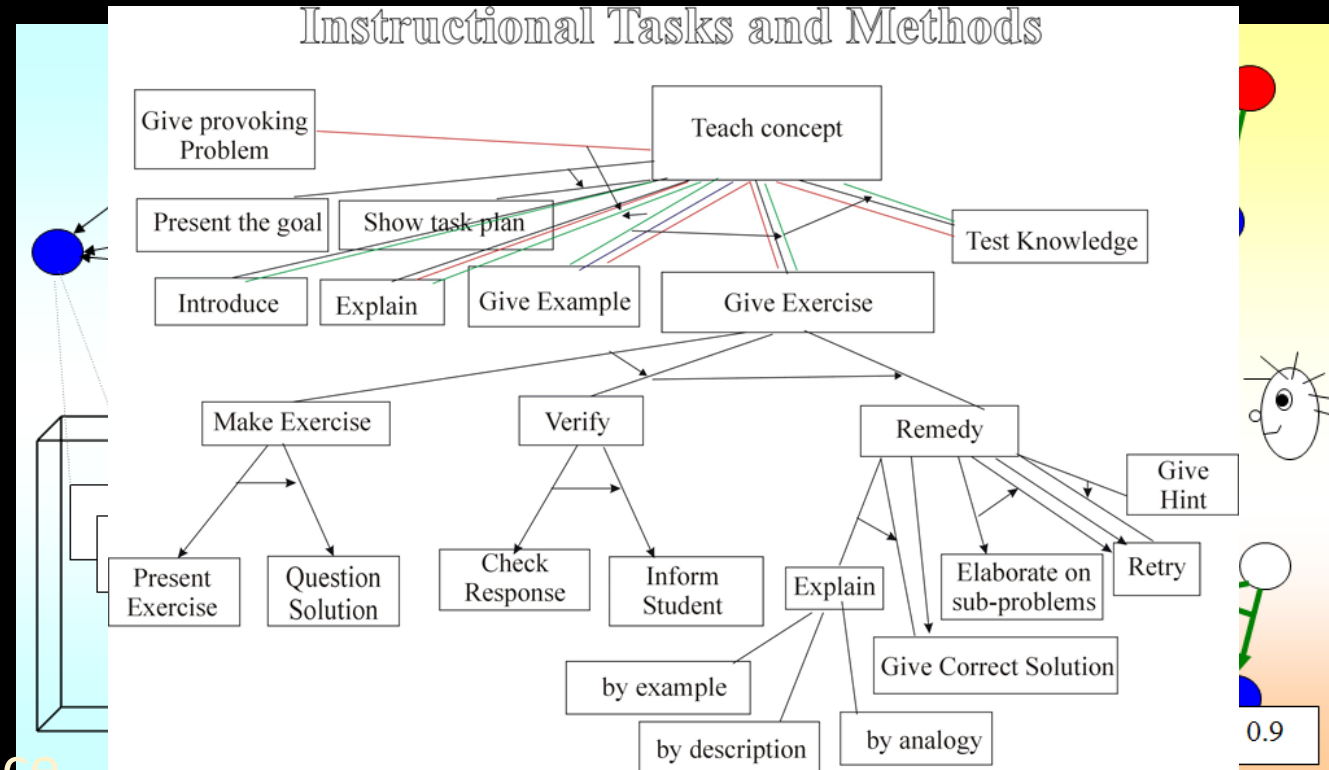 Instructional Tasks and Methods
Give provoking
Problem
Teach concept
Present the goal
Show task plan
Test Knowledge
Introduce
Explain
Give Example
Give Exercise
Make Exercise
Verify
Remedy
Give
Hint
Present
Exercise
Question
Solution
Check
Response
Inform
Student
Explain
Elaborate on
sub-problems
Retry
Give Correct Solution
by example
by description
by analogy
0.9